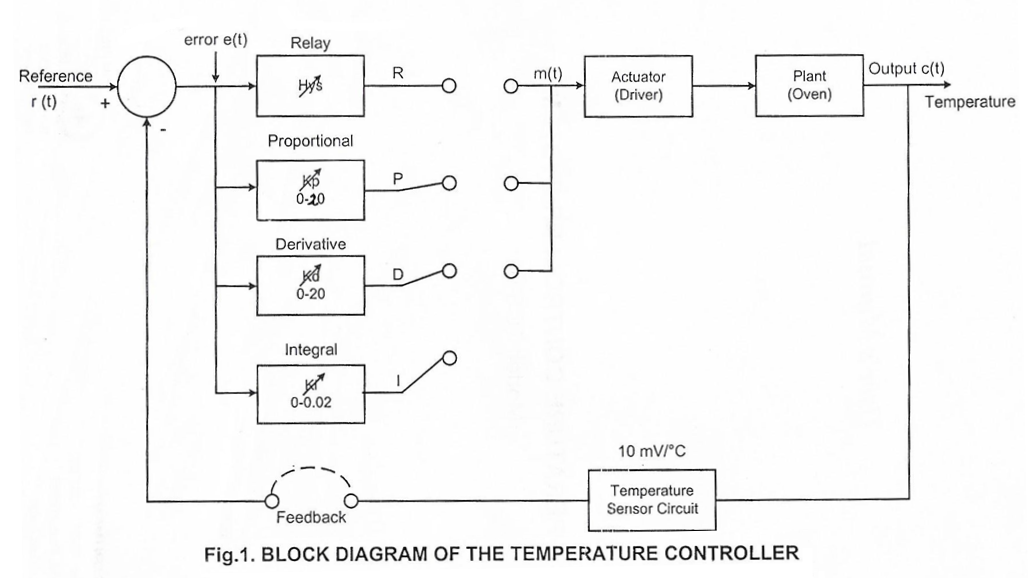 error e(t)
Relay
Reference
r (t)
+
-
Hys
R
m(t)
Actuator
(Driver)
Plant
(Oven)
Output c(t)
Temperature
Proportional
Kp
0-20
P
Derivative
Kd
0-20
D
Integral
Ki
0-0.02
I
10 mV/°C
Temperature
Sensor Circuit
Feedback
Fig.1. BLOCK DIAGRAM OF THE TEMPERATURE CONTROLLER